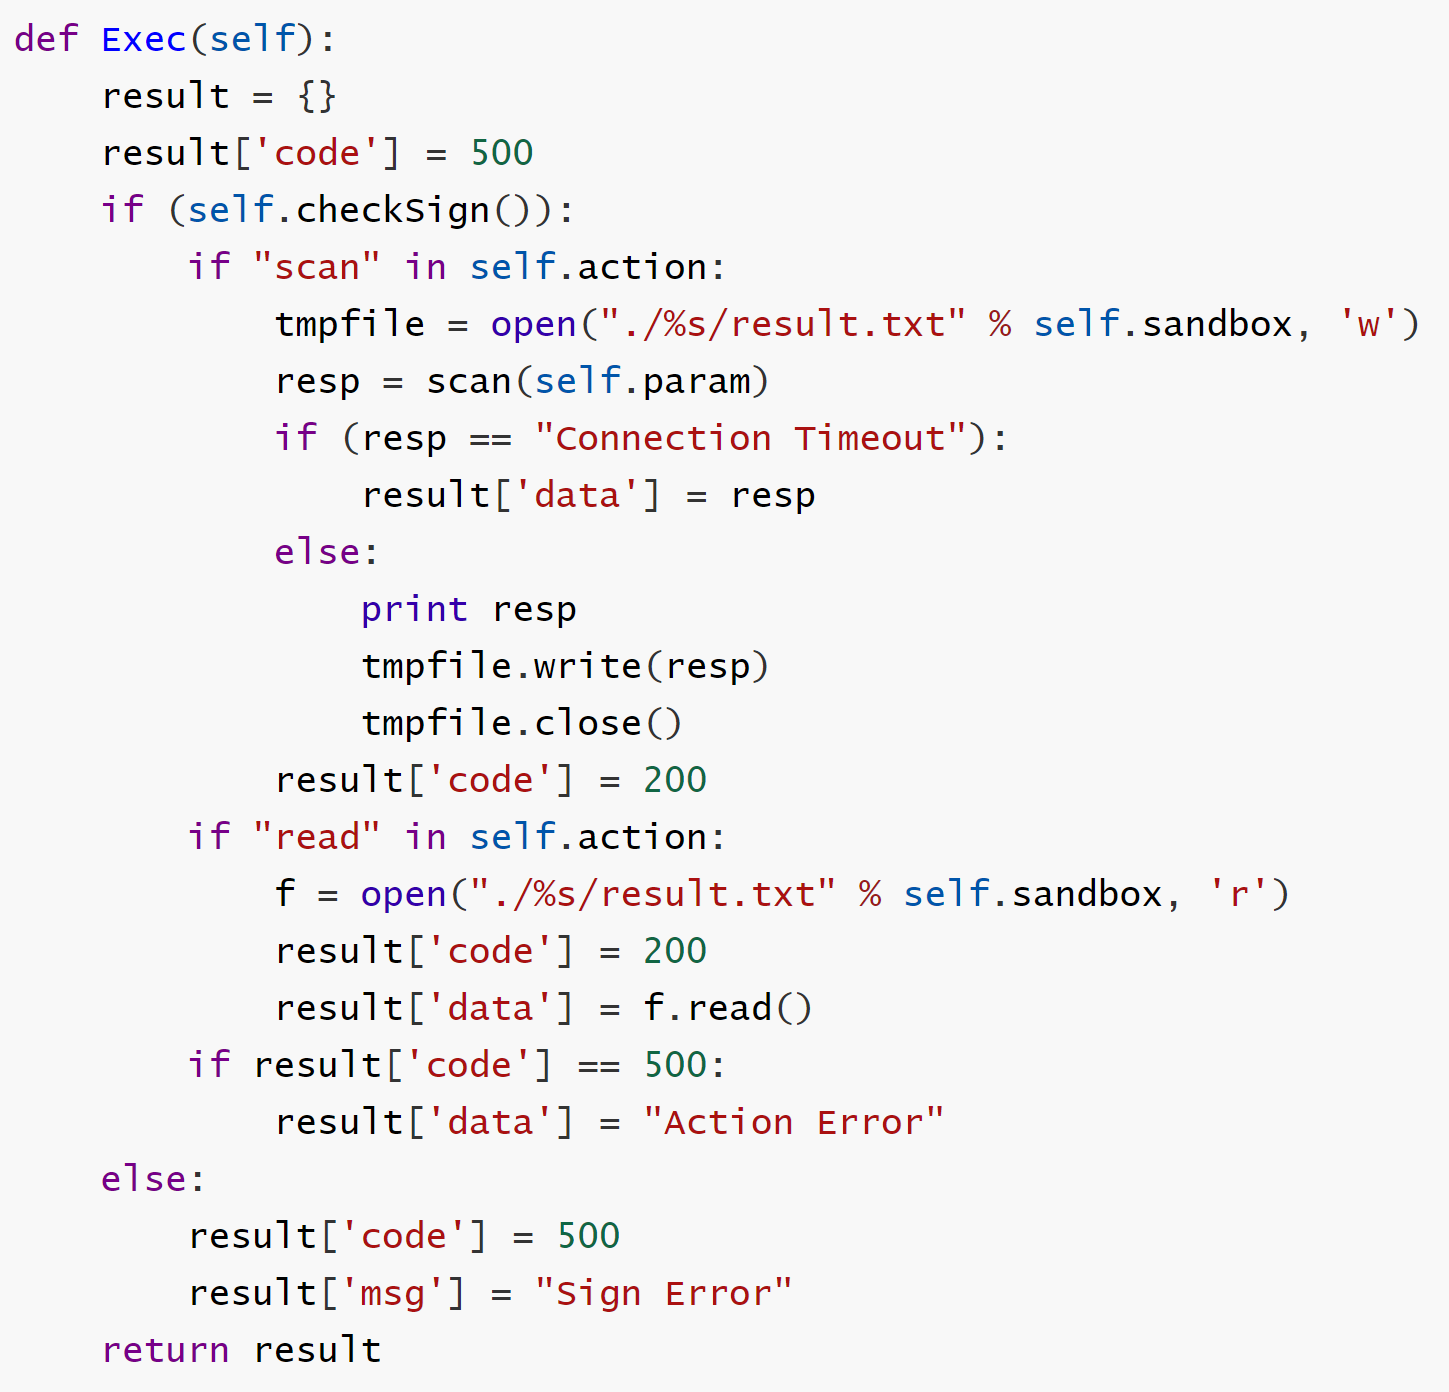 def Exec(self):
    result = {}
    result['code'] = 500
    if (self.checkSign()):
        if "scan" in self.action:
            tmpfile = open("./%s/result.txt" % self.sandbox, 'w')
            resp = scan(self.param)
            if (resp == "Connection Timeout"):
                result['data'] = resp
            else:
                print resp
                tmpfile.write(resp)
                tmpfile.close()
            result['code'] = 200
        if "read" in self.action:
            f = open("./%s/result.txt" % self.sandbox, 'r')
            result['code'] = 200
            result['data'] = f.read()
        if result['code'] == 500:
            result['data'] = "Action Error"
    else:
        result['code'] = 500
        result['msg'] = "Sign Error"
    return result